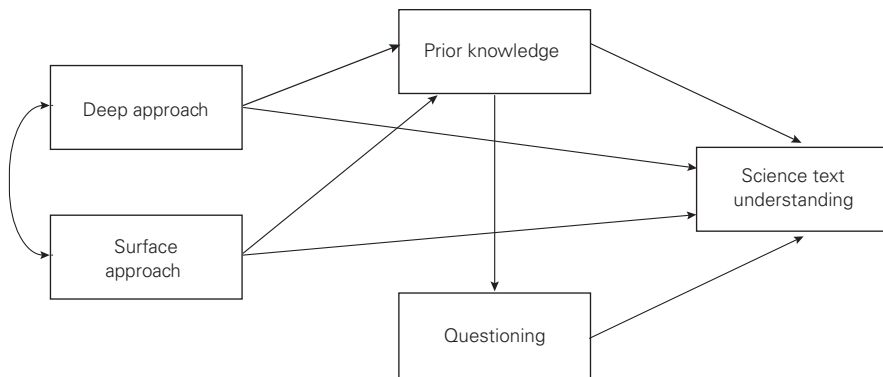 Prior knowledge
Deep approach
Science text
understanding
Surface
approach
Questioning